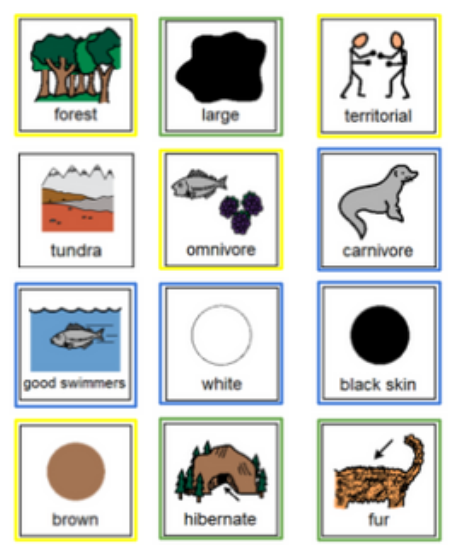 forest
large
territorial
tundra
omnivore
carnivore
good swimmers
white
black skin
brown
hibernate
fur